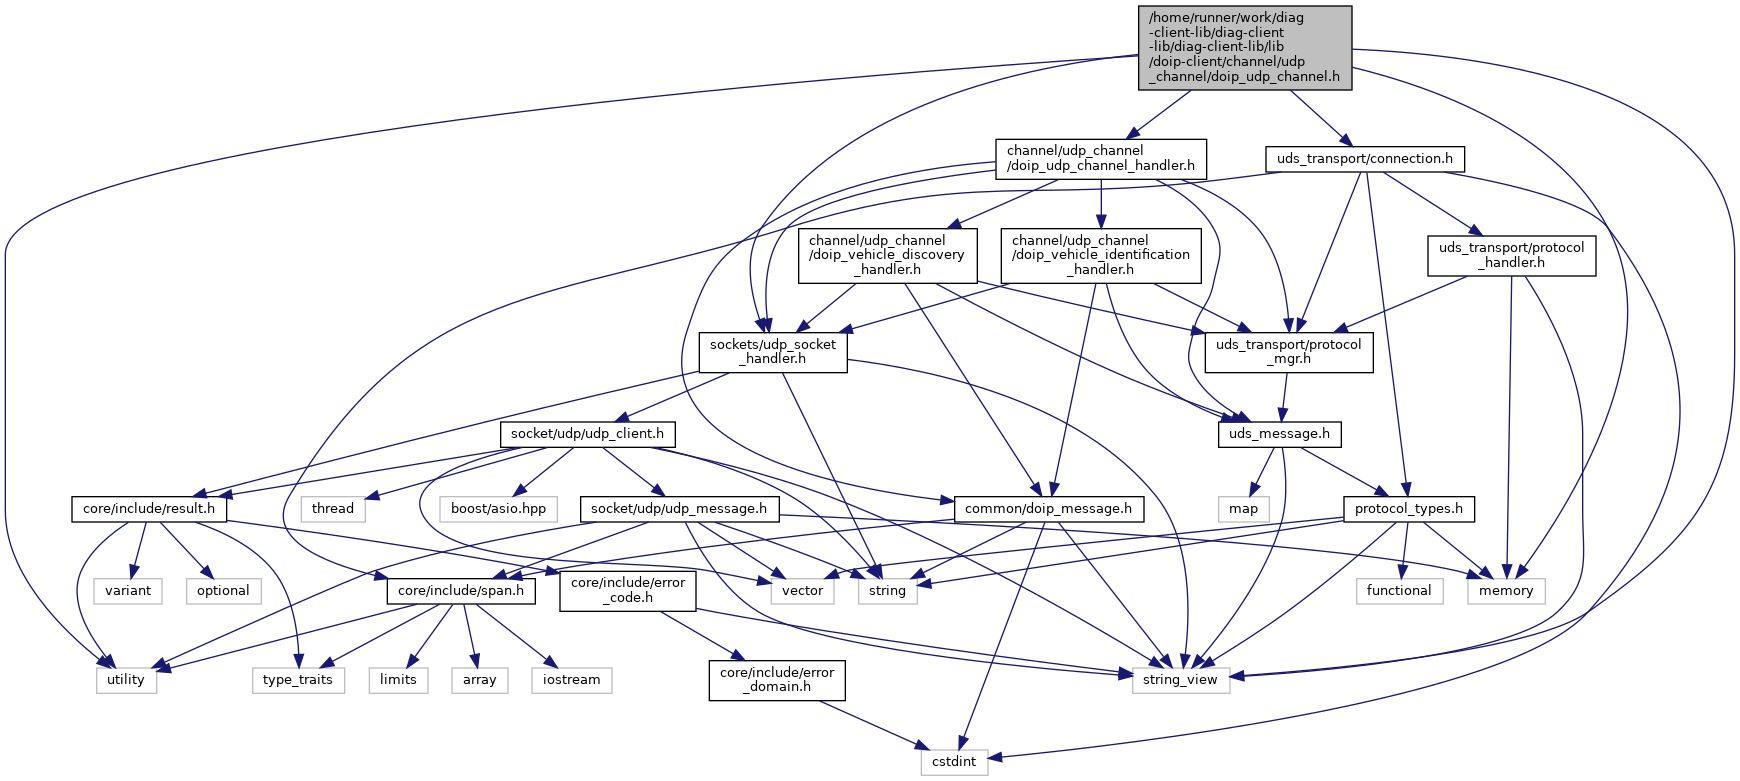 /home/runner/work/diag
-client-lib/diag-client
-lib/diag-client-lib/lib
/doip-client/channel/udp
_channel/doip_udp_channel.h
channel/udp_channel
/doip_udp_channel_handler.h
uds_transport/connection.h
channel/udp_channel
/doip_vehicle_discovery
_handler.h
channel/udp_channel
/doip_vehicle_identification
_handler.h
uds_transport/protocol
_handler.h
sockets/udp_socket
_handler.h
uds_transport/protocol
_mgr.h
socket/udp/udp_client.h
uds_message.h
core/include/result.h
thread
boost/asio.hpp
socket/udp/udp_message.h
common/doip_message.h
map
protocol_types.h
variant
optional
core/include/span.h
core/include/error
_code.h
vector
string
functional
memory
utility
type_traits
limits
array
iostream
core/include/error
_domain.h
string_view
cstdint